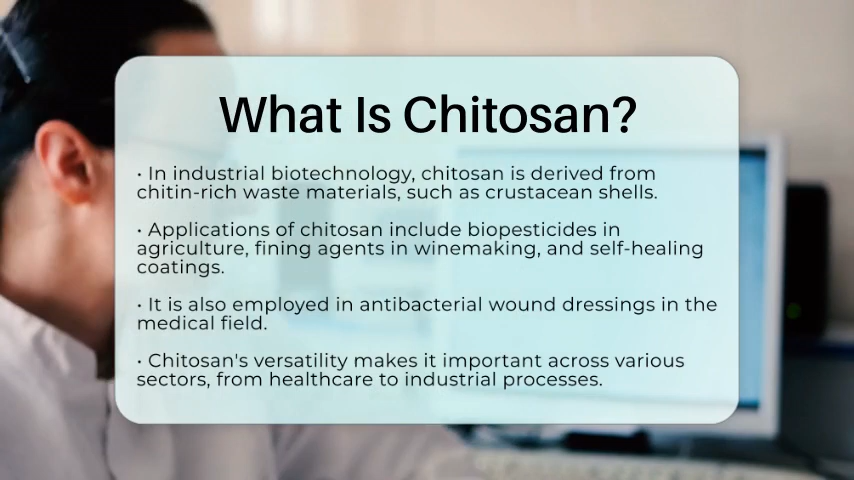 What Is Chitosan?
• In industrial biotechnology, chitosan is derived from
chitin-rich waste materials, such as crustacean shells.
• Applications of chitosan include biopesticides in
agriculture, fining agents in winemaking, and self-healing
coatings.
• It is also employed in antibacterial wound dressings in the
medical field.
• Chitosan's versatility makes it important across various
sectors, from healthcare to industrial processes.